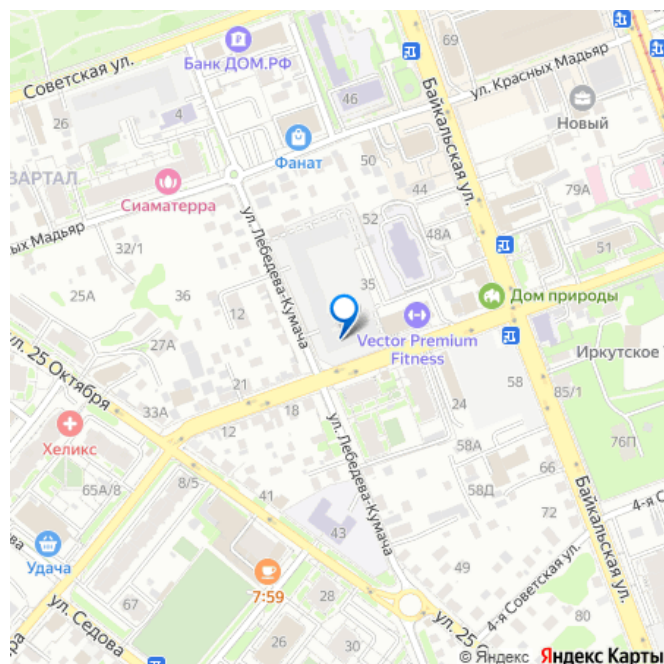 69
Советская ул.
Банк ДОМ.РФ
Байкальская ул.
ул. Красных Мадьяр
26
4
46
Новый
Фанат
50
ЗАРТАЛ
Сиаматерра
44
79А
52
48А
51
ых Мадьяр
32/1
ул. Лебедева-Кумача
35
25А
36
12
Дом природы
Vector Premium
Fitness
Иркутское
27А
ул. 25 Октября
21
58
85/1
33А
18
24
12
Хеликс
ул. Лебедева-Кумача
58А
76П
66
65А/8
8/5
41
58Д
Байкальская ул.
4-я С
43
72
ва
Удача
49
4-я Советская ул.
7:59
67
28
ул. Седова
ул. 25
80
26
30
© Яндекс Яндекс Карты